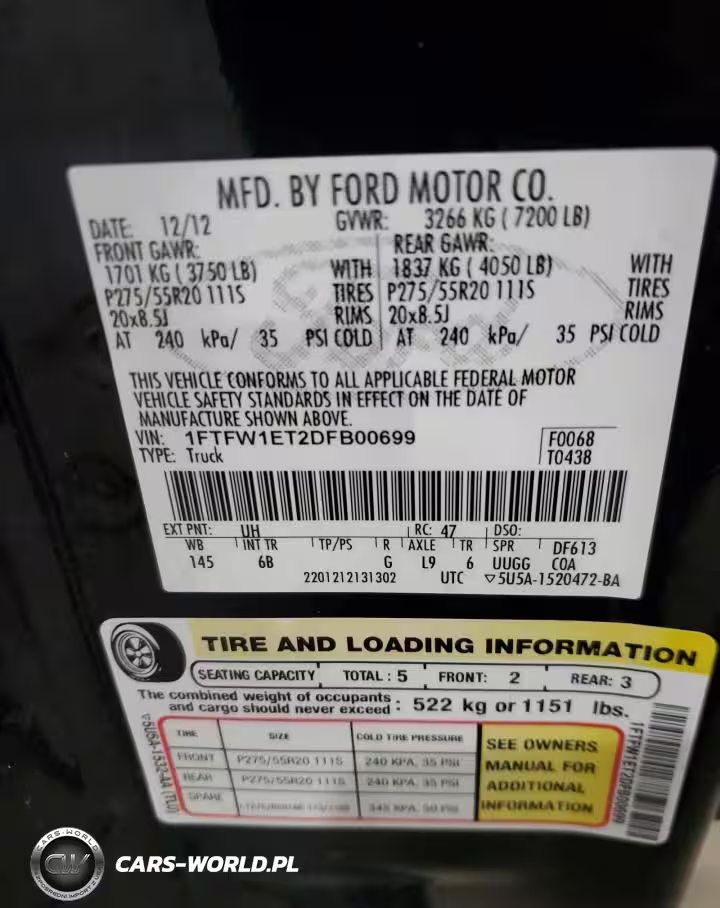 MFD. BY FORD MOTOR CO.
DATE: 12/12 GVWR: 3266 KG ( 7200 LB)
FRONT GAWR: REAR GAWR:
1701 KG ( 3750 LB) WITH 1837 KG ( 4050 LB) WITH
P275/55R20 111S TIRES P275/55R20 111S TIRES
20x8.5J RIMS 20x8.5J RIMS
AT 240 kPa/ 35 PSI COLD AT 240 kPa/ 35 PSI COLD
THIS VEHICLE CONFORMS TO ALL APPLICABLE FEDERAL MOTOR
VEHICLE SAFETY STANDARDS IN EFFECT ON THE DATE OF
MANUFACTURE SHOWN ABOVE.
VIN: 1FTFW1ET2DFB00699 F0068
TYPE: Truck T0438
EXT PNT: UH RC: 47 DSO:
WB INT TR TP/PS R AXLE TR SPR DF613
145 6B G L9 6 UUGG COA
2201212131302 UTC ▽5U5A-1520472-BA
TIRE AND LOADING INFORMATION
SEATING CAPACITY TOTAL : 5 FRONT: 2 REAR: 3
The combined weight of occupants
and cargo should never exceed : 522 kg or 1151 lbs.
TIRE SIZE COLD TIRE PRESSURE
FRONT P275/55R20 111S 240 KPA, 35 PSI
REAR P275/55R20 111S 240 KPA, 35 PSI
SPARE 345 KPA, 50 PSI
SEE OWNERS
MANUAL FOR
ADDITIONAL
INFORMATION
▽5U5A-1532-AA (TLU)
1FTFW1ET2DFB00699
CARS-WORLD
CW
CARS-WORLD.PL